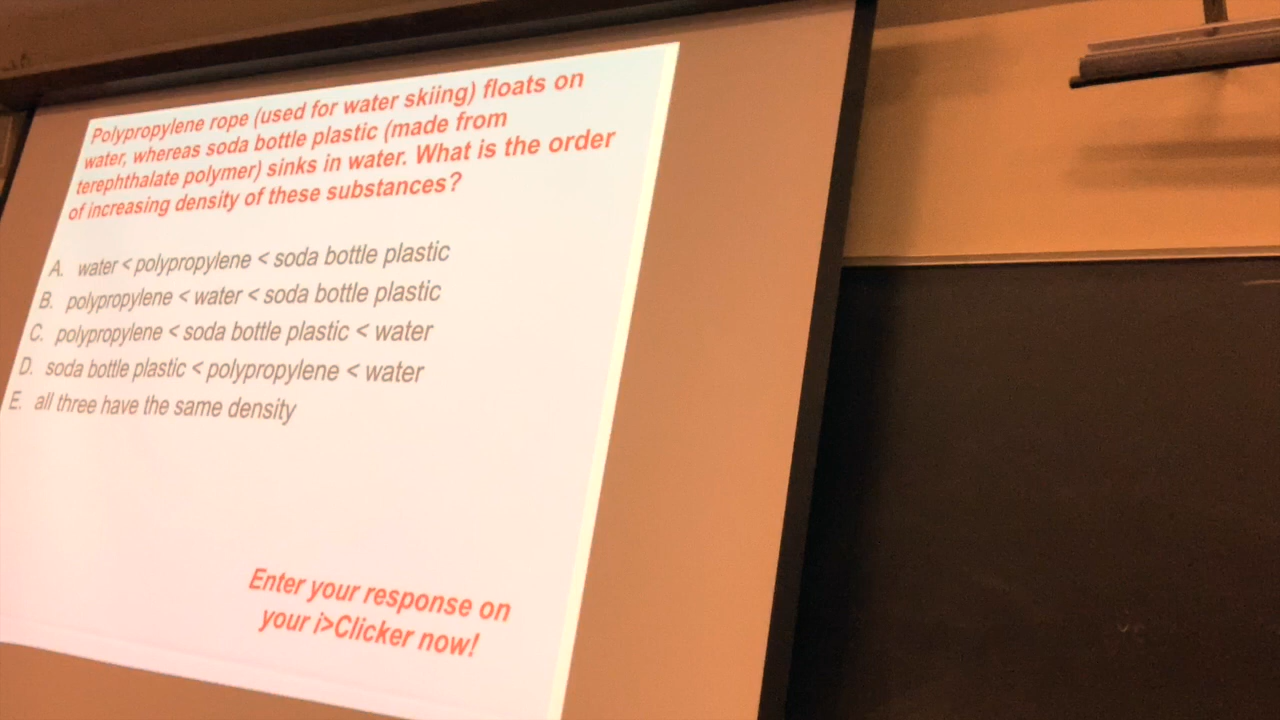 Polypropylene rope (used for water skiing) floats on
water, whereas soda bottle plastic (made from
terephthalate polymer) sinks in water. What is the order
of increasing density of these substances?
A. water < polypropylene < soda bottle plastic
B. polypropylene < water < soda bottle plastic
C. polypropylene < soda bottle plastic < water
D. soda bottle plastic < polypropylene < water
E. all three have the same density
Enter your response on
your i>Clicker now!